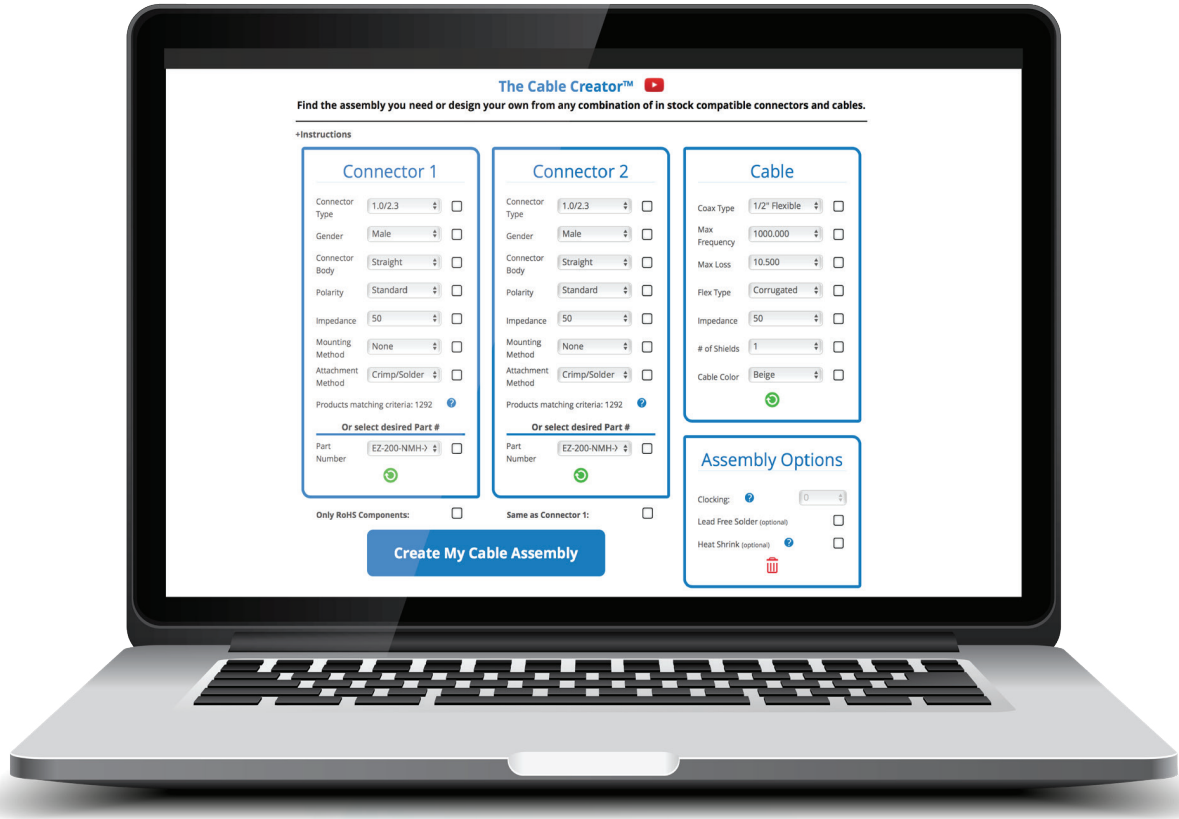 The Cable Creator™
Find the assembly you need or design your own from any combination of in stock compatible connectors and cables.
+Instructions
Connector 1
Connector Type
1.0/2.3
Gender
Male
Connector Body
Straight
Polarity
Standard
Impedance
50
Mounting Method
None
Attachment Method
Crimp/Solder
Products matching criteria: 1292
?
Or select desired Part #
Part Number
EZ-200-NMH-X
Only RoHS Components:
Connector 2
Connector Type
1.0/2.3
Gender
Male
Connector Body
Straight
Polarity
Standard
Impedance
50
Mounting Method
None
Attachment Method
Crimp/Solder
Products matching criteria: 1292
?
Or select desired Part #
Part Number
EZ-200-NMH-X
Same as Connector 1:
Create My Cable Assembly
Cable
Coax Type
1/2" Flexible
Max Frequency
1000.000
Max Loss
10.500
Flex Type
Corrugated
Impedance
50
# of Shields
1
Cable Color
Beige
Assembly Options
Clocking:
?
0
Lead Free Solder (optional)
Heat Shrink (optional)
?